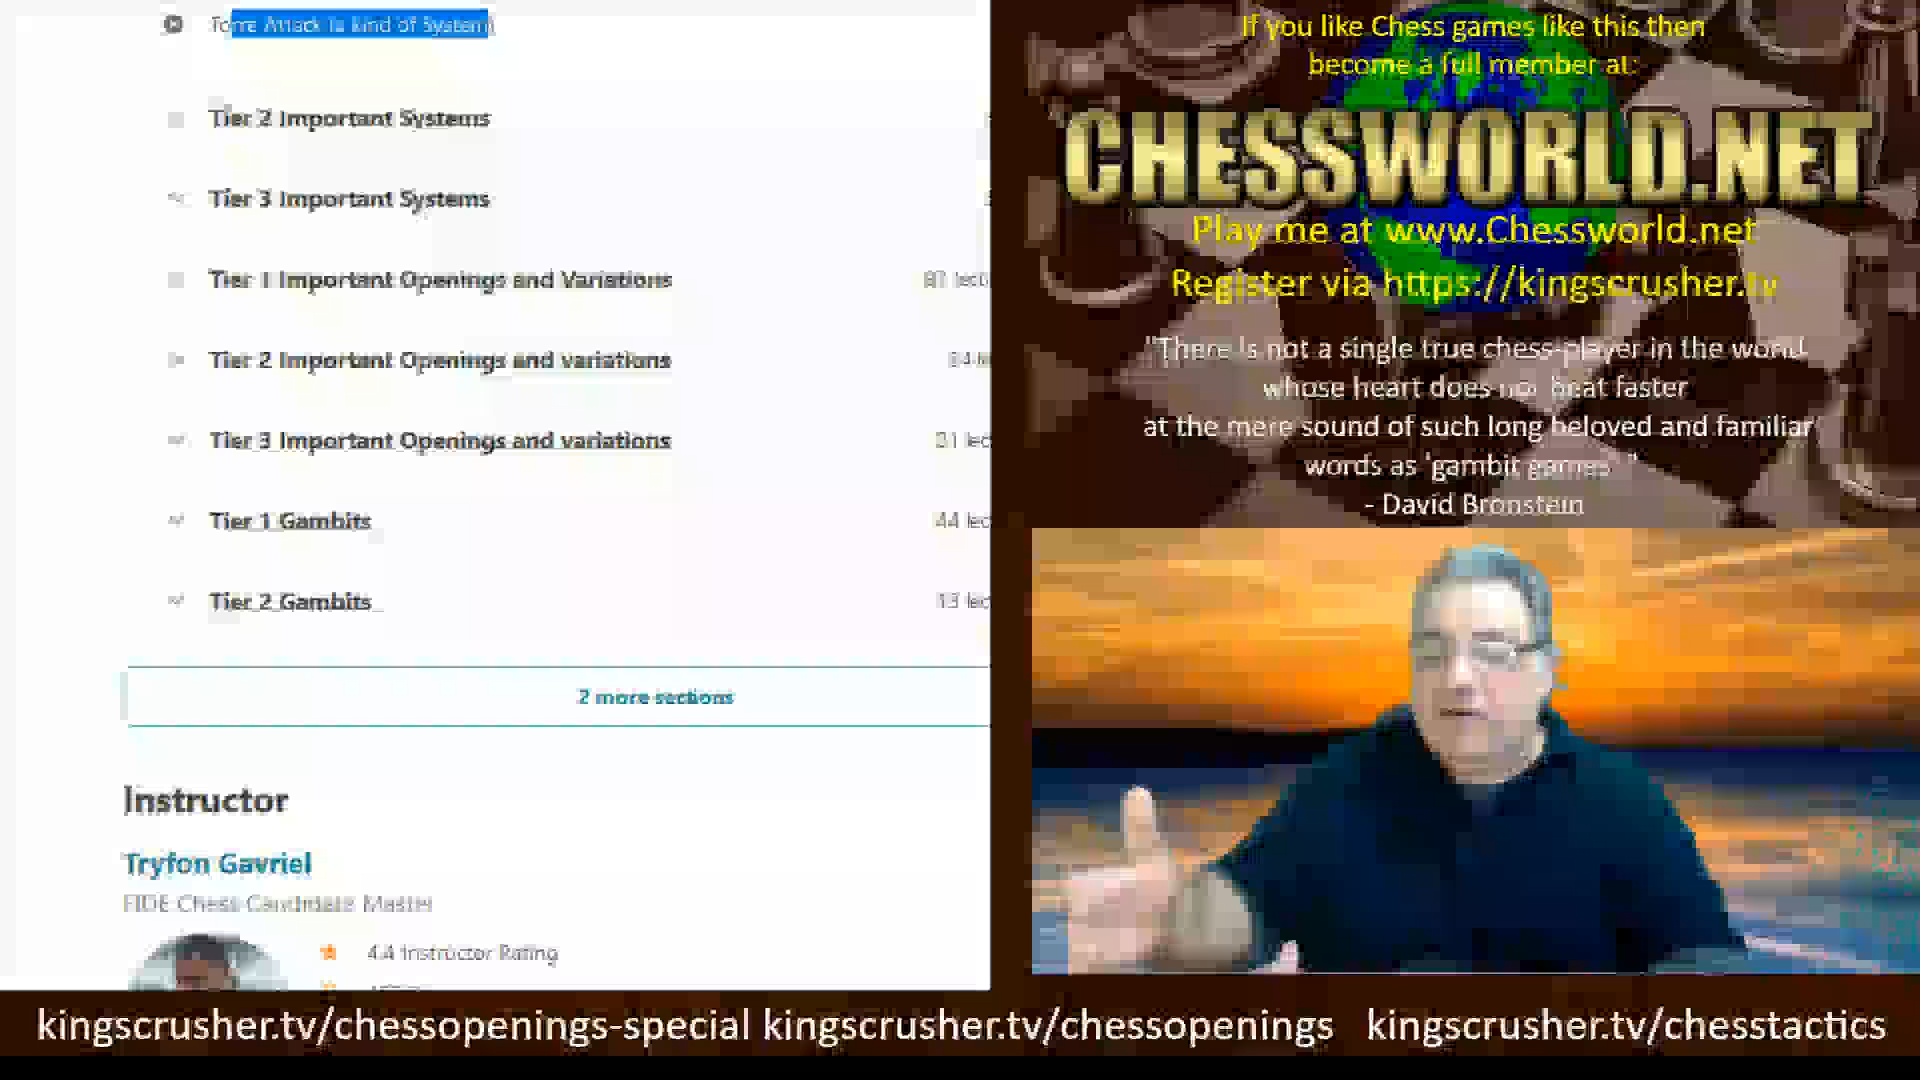 Torre Attack (a kind of System)
Tier 2 Important Systems
Tier 3 Important Systems
Tier 1 Important Openings and Variations
Tier 2 Important Openings and variations
Tier 3 Important Openings and variations
Tier 1 Gambits
44 lec
Tier 2 Gambits
13 lec
2 more sections
Instructor
Tryfon Gavriel
FIDE Chess Candidate Master
4.4 Instructor Rating
If you like Chess games like this then
become a full member at:
CHESSWORLD.NET
Play me at www.Chessworld.net
Register via https://kingscrusher.tv
"There is not a single true chess-player in the world
whose heart does not beat faster
at the mere sound of such long beloved and familiar
words as 'gambit games'."
- David Bronstein
kingscrusher.tv/chessopenings-special kingscrusher.tv/chessopenings kingscrusher.tv/chesstactics